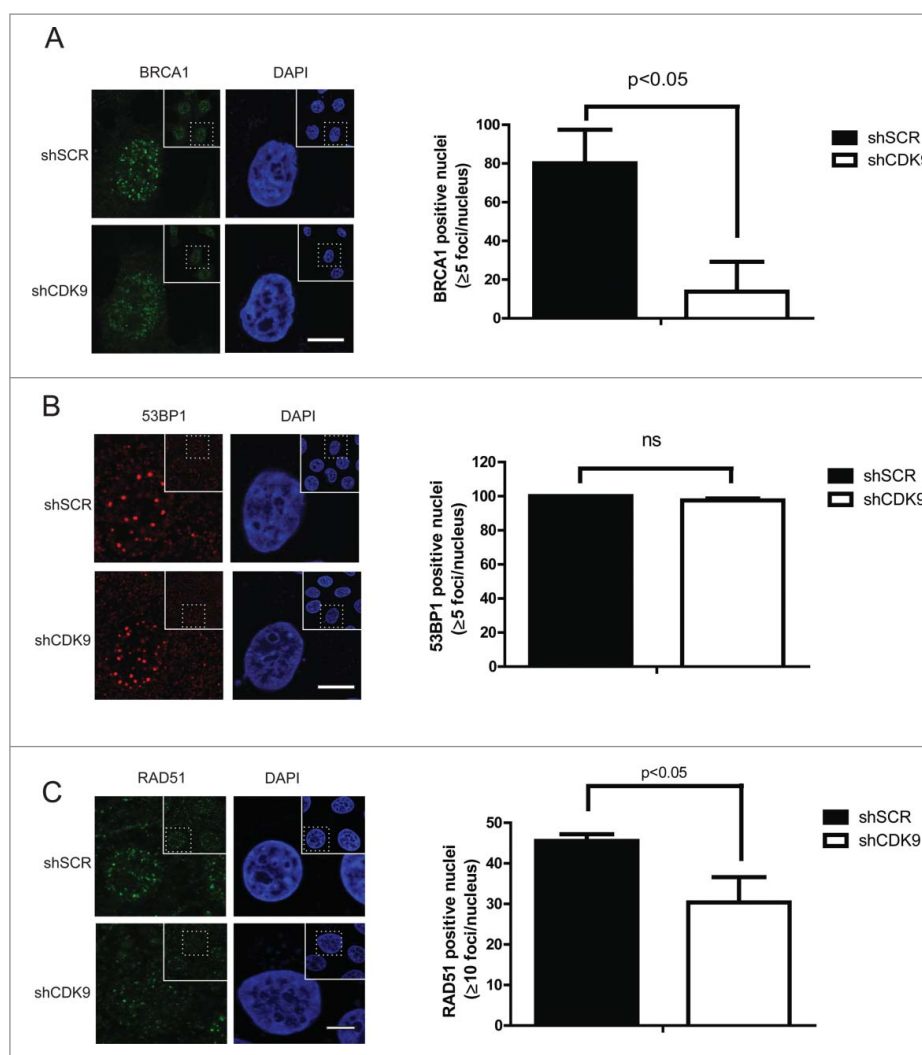 A
BRCA1 DAPI
shSCR
shCDK9
p<0.05
BRCA1 positive nuclei
(≥5 foci/nucleus)
100
80
60
40
20
0
shSCR
shCDK9
B
53BP1 DAPI
shSCR
shCDK9
ns
53BP1 positive nuclei
(≥5 foci/nucleus)
120
100
80
60
40
20
0
shSCR
shCDK9
C
RAD51 DAPI
shSCR
shCDK9
p<0.05
RAD51 positive nuclei
(≥10 foci/nucleus)
50
40
30
20
10
0
shSCR
shCDK9